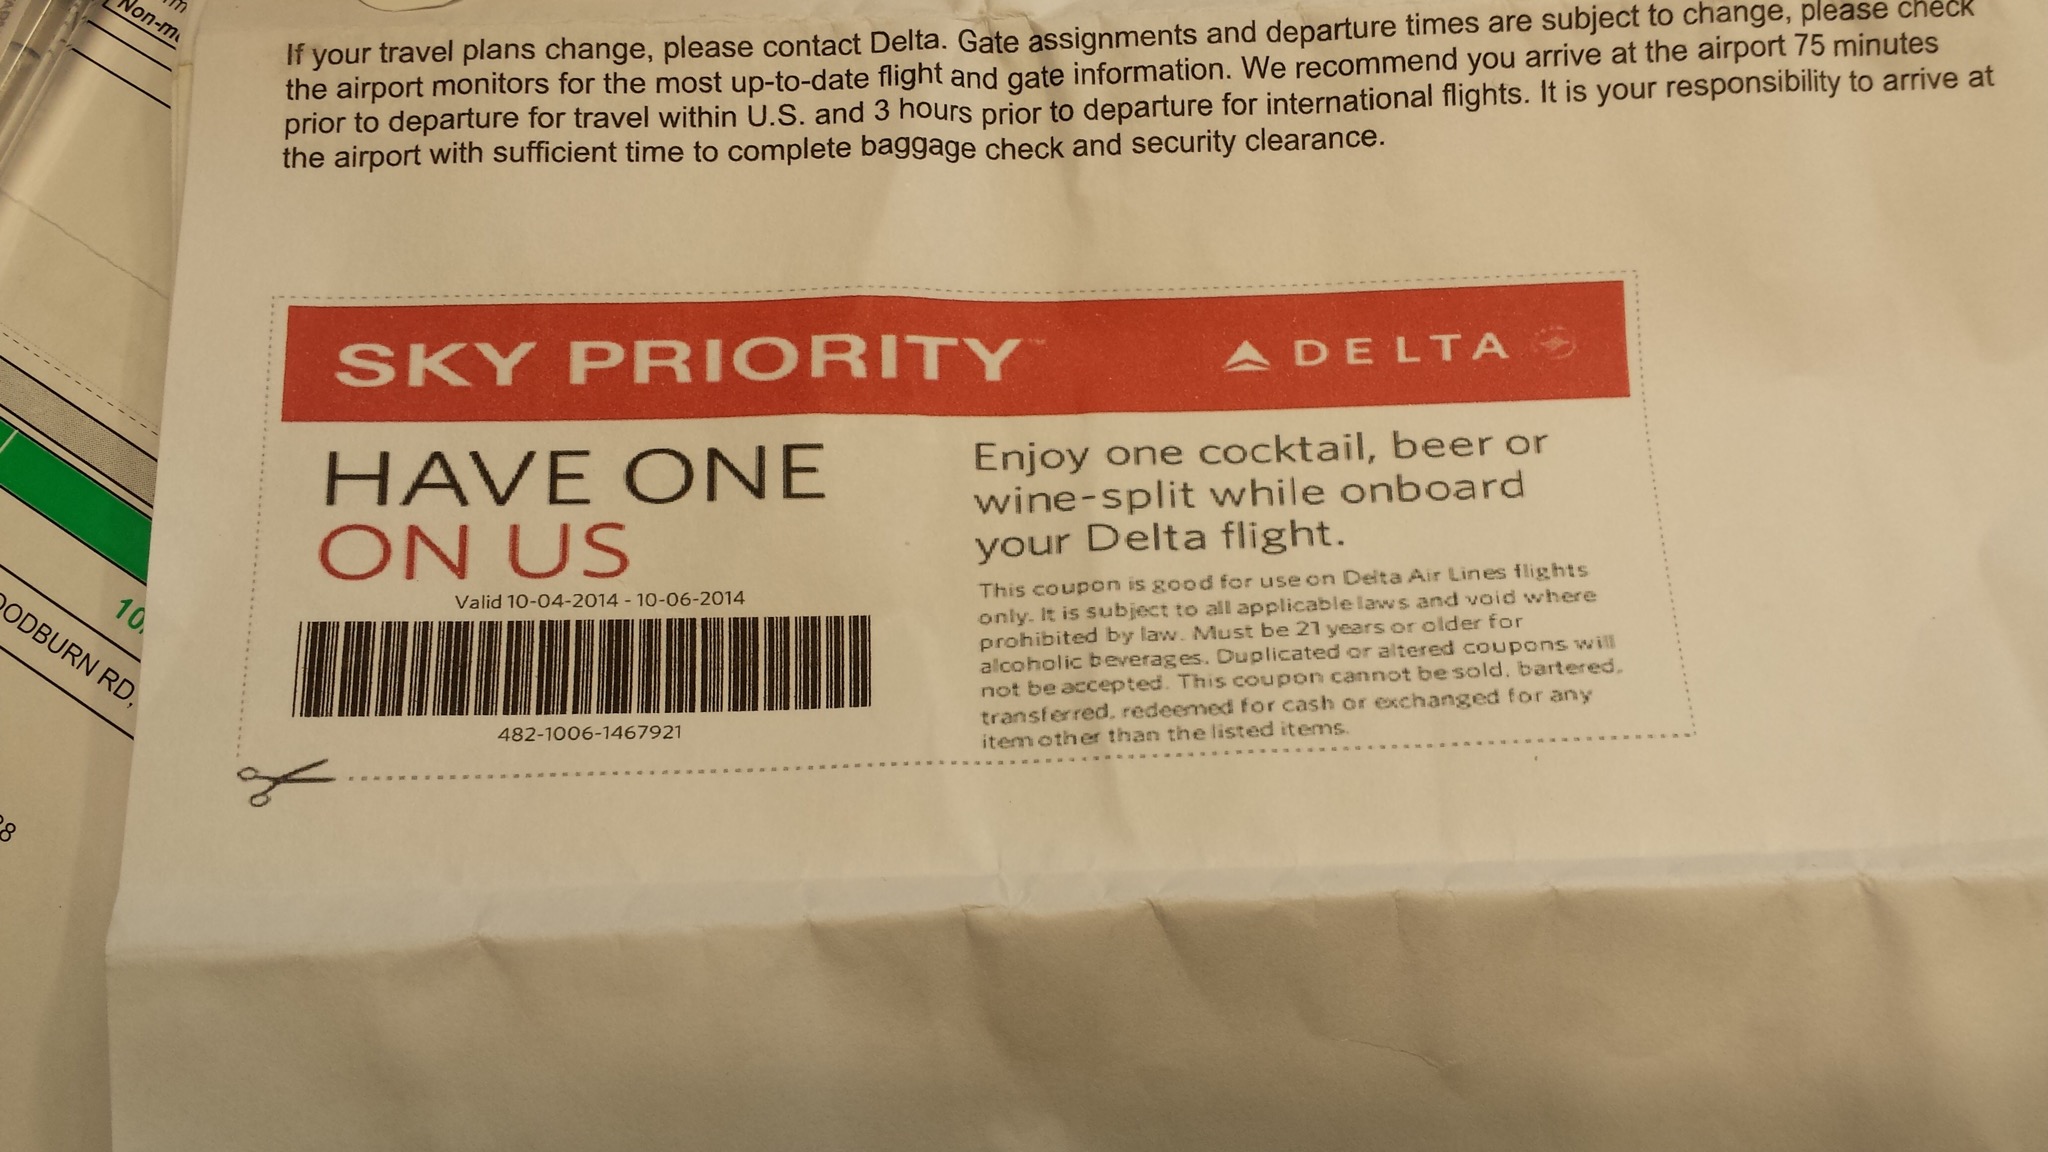 Non-m
If your travel plans change, please contact Delta. Gate assignments and departure times are subject to change, please check
the airport monitors for the most up-to-date flight and gate information. We recommend you arrive at the airport 75 minutes
prior to departure for travel within U.S. and 3 hours prior to departure for international flights. It is your responsibility to arrive at
the airport with sufficient time to complete baggage check and security clearance.
SKY PRIORITY™
DELTA
HAVE ONE
ON US
Valid 10-04-2014 - 10-06-2014
482-1006-1467921
Enjoy one cocktail, beer or
wine-split while onboard
your Delta flight.
This coupon is good for use on Delta Air Lines flights
only. It is subject to all applicable laws and void where
prohibited by law. Must be 21 years or older for
alcoholic beverages. Duplicated or altered coupons will
not be accepted. This coupon cannot be sold, bartered,
transferred, redeemed for cash or exchanged for any
item other than the listed items.
10
OODBURN RD,